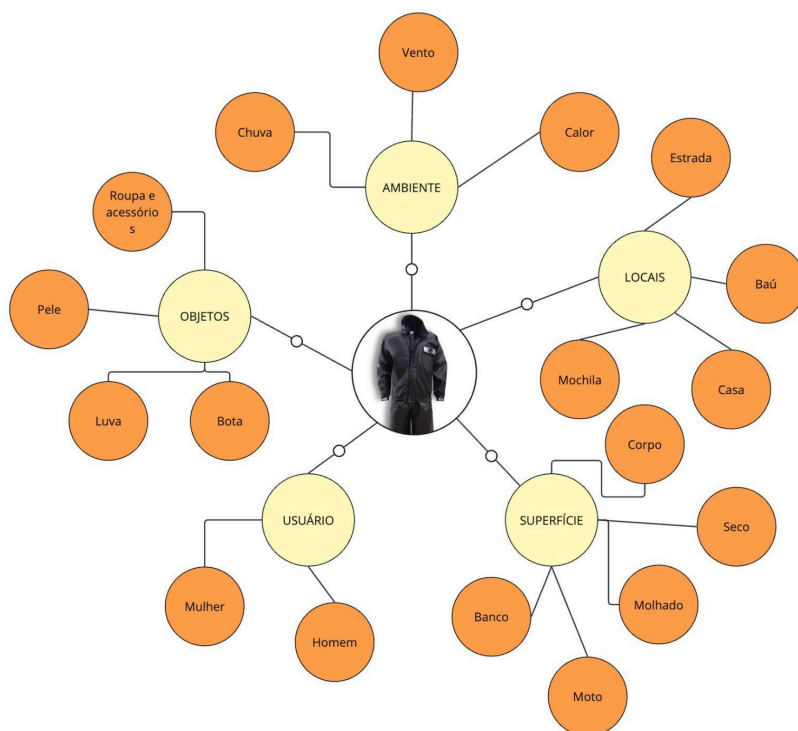 Vento
Chuva
Calor
Estrada
AMBIENTE
Roupa e
acessório
s
LOCAIS
Baú
Pele
OBJETOS
Mochila
Casa
Luva
Bota
Corpo
USUÁRIO
SUPERFÍCIE
Seco
Mulher
Banco
Molhado
Homem
Moto